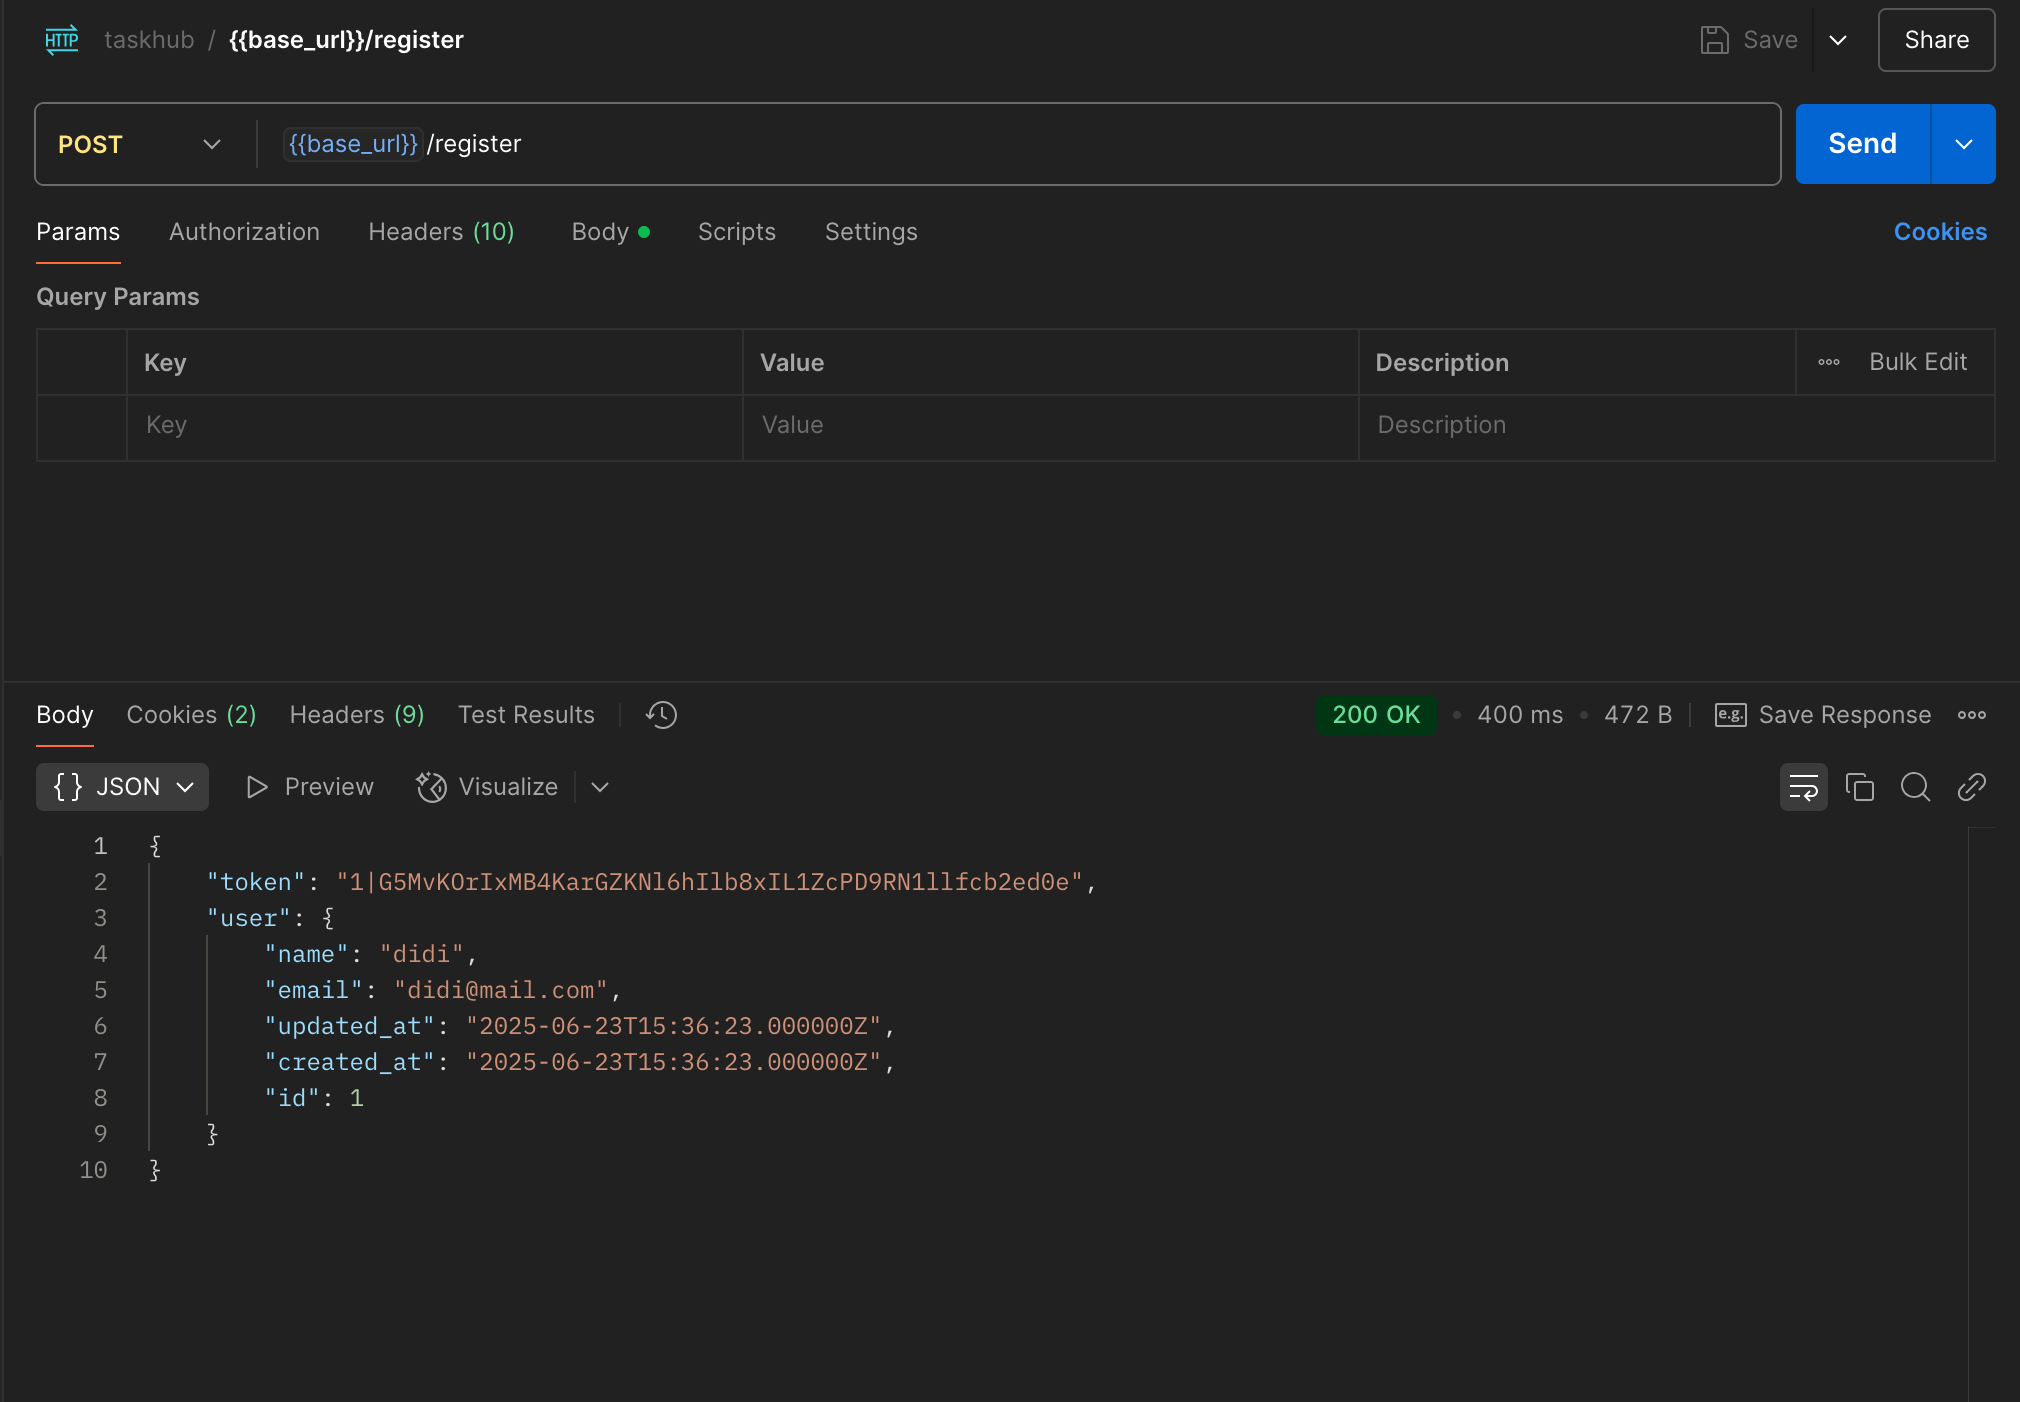 HTTP taskhub / {{base_url}}/register Save Share
POST {{base_url}}/register Send
Params Authorization Headers (10) Body Scripts Settings Cookies
Query Params
Key Value Description Bulk Edit
Key Value Description
Body Cookies (2) Headers (9) Test Results 200 OK 400 ms 472 B e.g. Save Response
{} JSON Preview Visualize
1 {
2 "token": "1|G5MvKOrIxMB4KarGZKNl6hIlb8xIL1ZcPD9RN1llfcb2ed0e",
3 "user": {
4 "name": "didi",
5 "email": "didi@mail.com",
6 "updated_at": "2025-06-23T15:36:23.000000Z",
7 "created_at": "2025-06-23T15:36:23.000000Z",
8 "id": 1
9 }
10 }